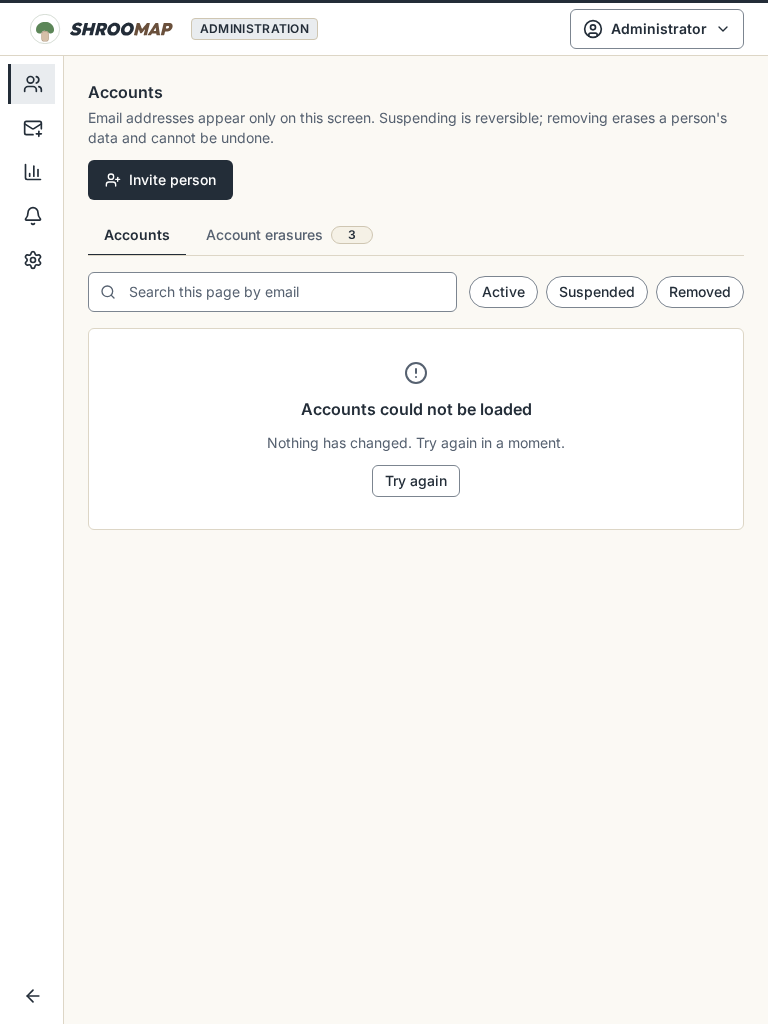 SHROOMAP
ADMINISTRATION
Administrator
Accounts
Email addresses appear only on this screen. Suspending is reversible; removing erases a person's
data and cannot be undone.
Invite person
Accounts
Account erasures 3
Search this page by email
Active
Suspended
Removed
Accounts could not be loaded
Nothing has changed. Try again in a moment.
Try again